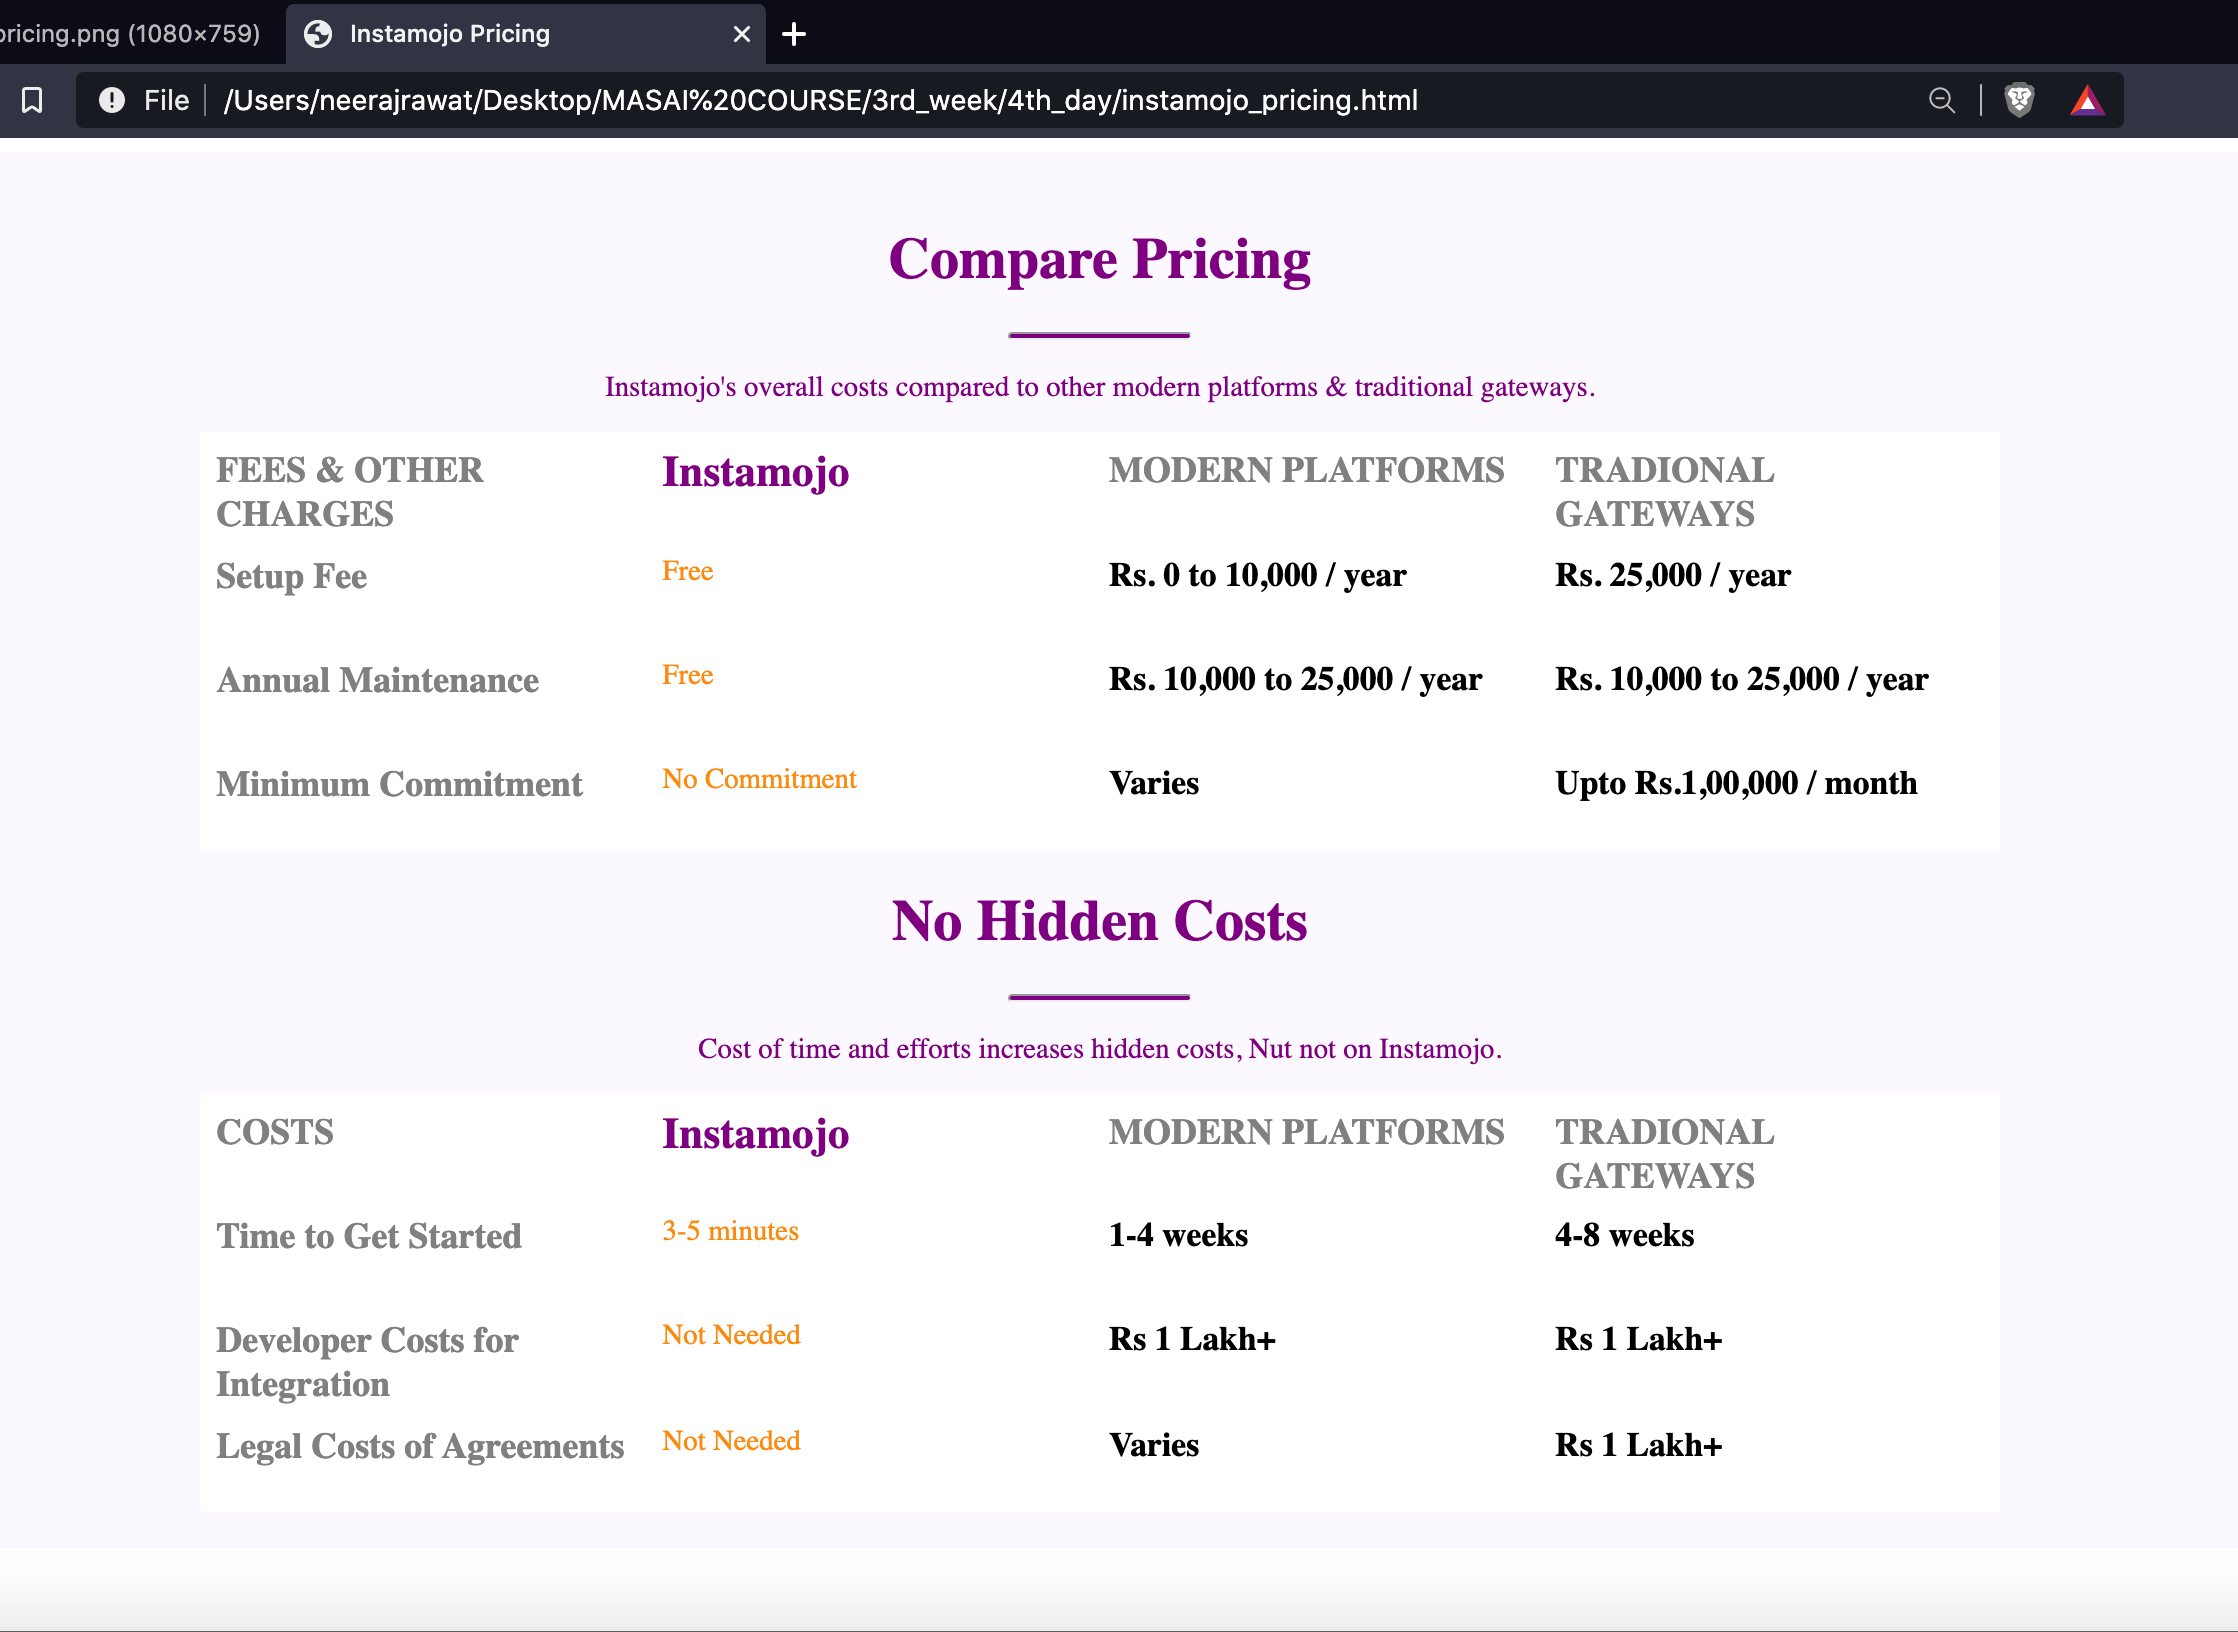 pricing.png (1080×759)
Instamojo Pricing
File
/Users/neerajrawat/Desktop/MASAI%20COURSE/3rd_week/4th_day/instamojo_pricing.html
Compare Pricing
Instamojo's overall costs compared to other modern platforms & traditional gateways.
FEES & OTHER
CHARGES
Instamojo
MODERN PLATFORMS
TRADIONAL
GATEWAYS
Setup Fee
Free
Rs. 0 to 10,000 / year
Rs. 25,000 / year
Annual Maintenance
Free
Rs. 10,000 to 25,000 / year
Rs. 10,000 to 25,000 / year
Minimum Commitment
No Commitment
Varies
Upto Rs.1,00,000 / month
No Hidden Costs
Cost of time and efforts increases hidden costs, Nut not on Instamojo.
COSTS
Instamojo
MODERN PLATFORMS
TRADIONAL
GATEWAYS
Time to Get Started
3-5 minutes
1-4 weeks
4-8 weeks
Developer Costs for
Integration
Not Needed
Rs 1 Lakh+
Rs 1 Lakh+
Legal Costs of Agreements
Not Needed
Varies
Rs 1 Lakh+